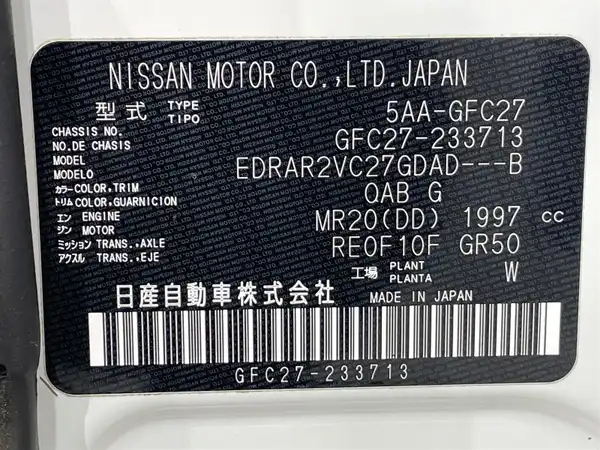 NISSAN MOTOR CO.,LTD.JAPAN
型式 TYPE TIPO 5AA-GFC27
CHASSIS NO. NO.DE CHASIS GFC27-233713
MODEL MODELO EDRAR2VC27GDAD---B
カラー COLOR,TRIM トリム COLOR,GUARNICION QAB G
エンジン ENGINE MOTOR MR20(DD) 1997 cc
ミッション TRANS.,AXLE アクスル TRANS.,EJE RE0F10F GR50
工場 PLANT PLANTA W
日産自動車株式会社 MADE IN JAPAN
GFC27-233713